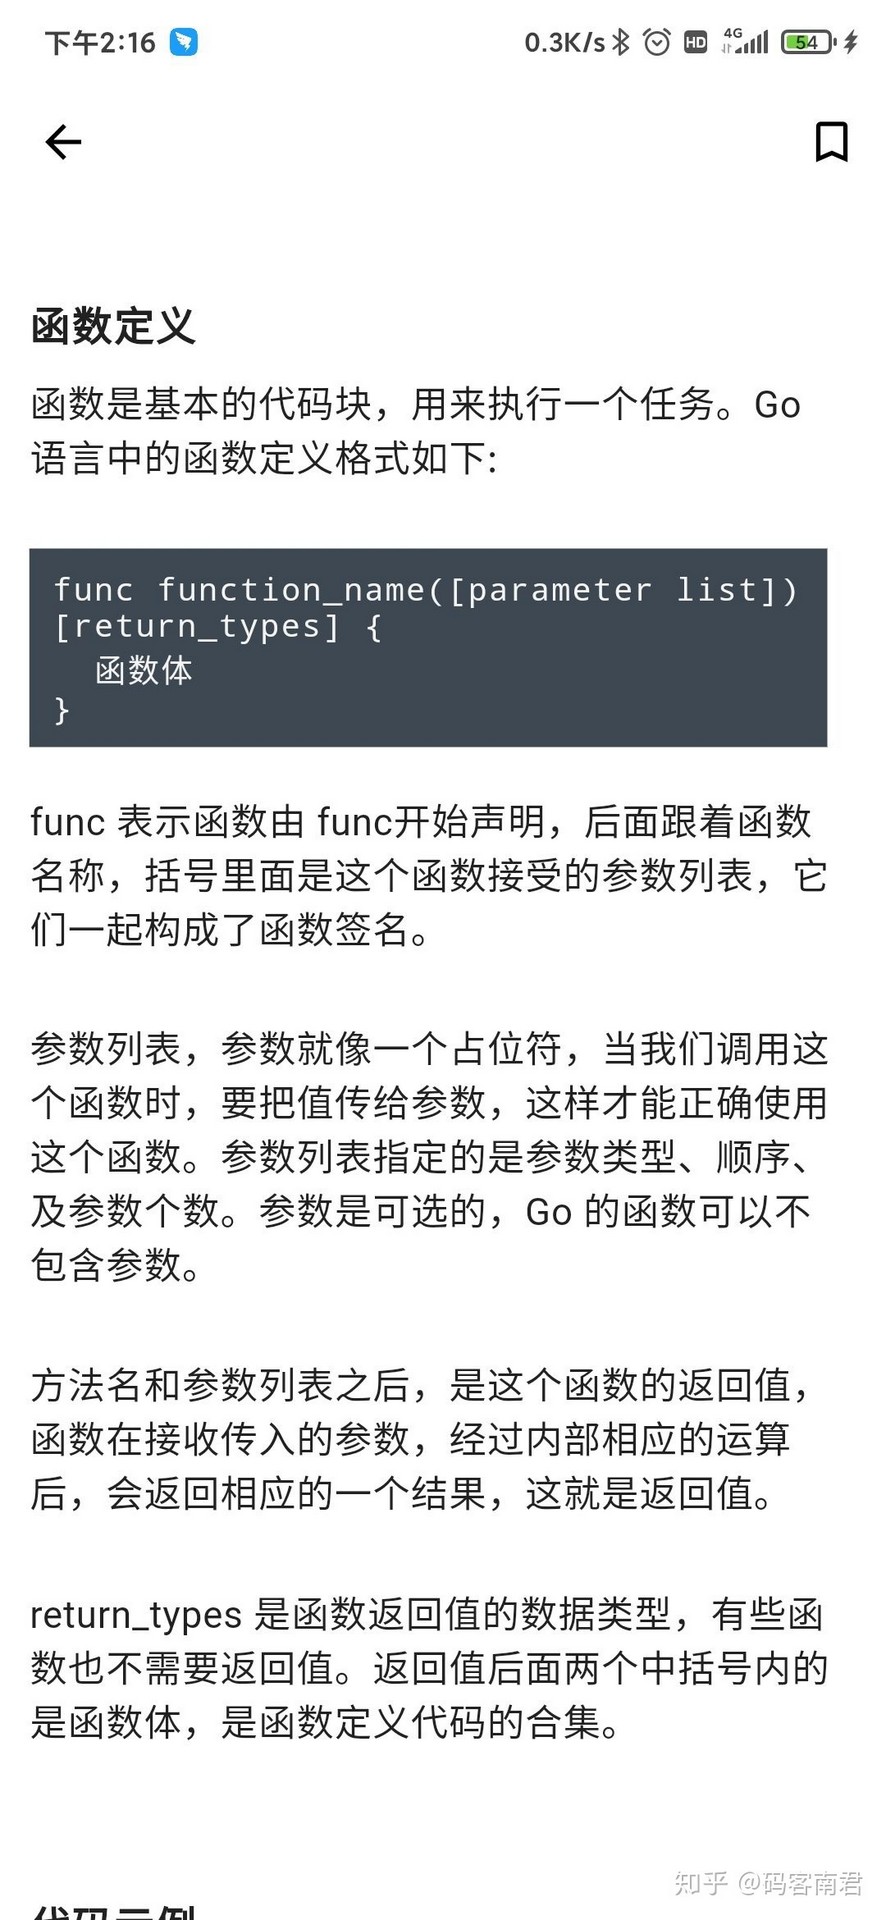 下午2:16
0.3K/s HD 4G 54
函数定义
函数是基本的代码块，用来执行一个任务。Go
语言中的函数定义格式如下:
func function_name([parameter list])
[return_types] {
函数体
}
func 表示函数由 func开始声明，后面跟着函数
名称，括号里面是这个函数接受的参数列表，它
们一起构成了函数签名。
参数列表，参数就像一个占位符，当我们调用这
个函数时，要把值传给参数，这样才能正确使用
这个函数。参数列表指定的是参数类型、顺序、
及参数个数。参数是可选的，Go 的函数可以不
包含参数。
方法名和参数列表之后，是这个函数的返回值，
函数在接收传入的参数，经过内部相应的运算
后，会返回相应的一个结果，这就是返回值。
return_types 是函数返回值的数据类型，有些函
数也不需要返回值。返回值后面两个中括号内的
是函数体，是函数定义代码的合集。
知乎 @码客南君
代码示例